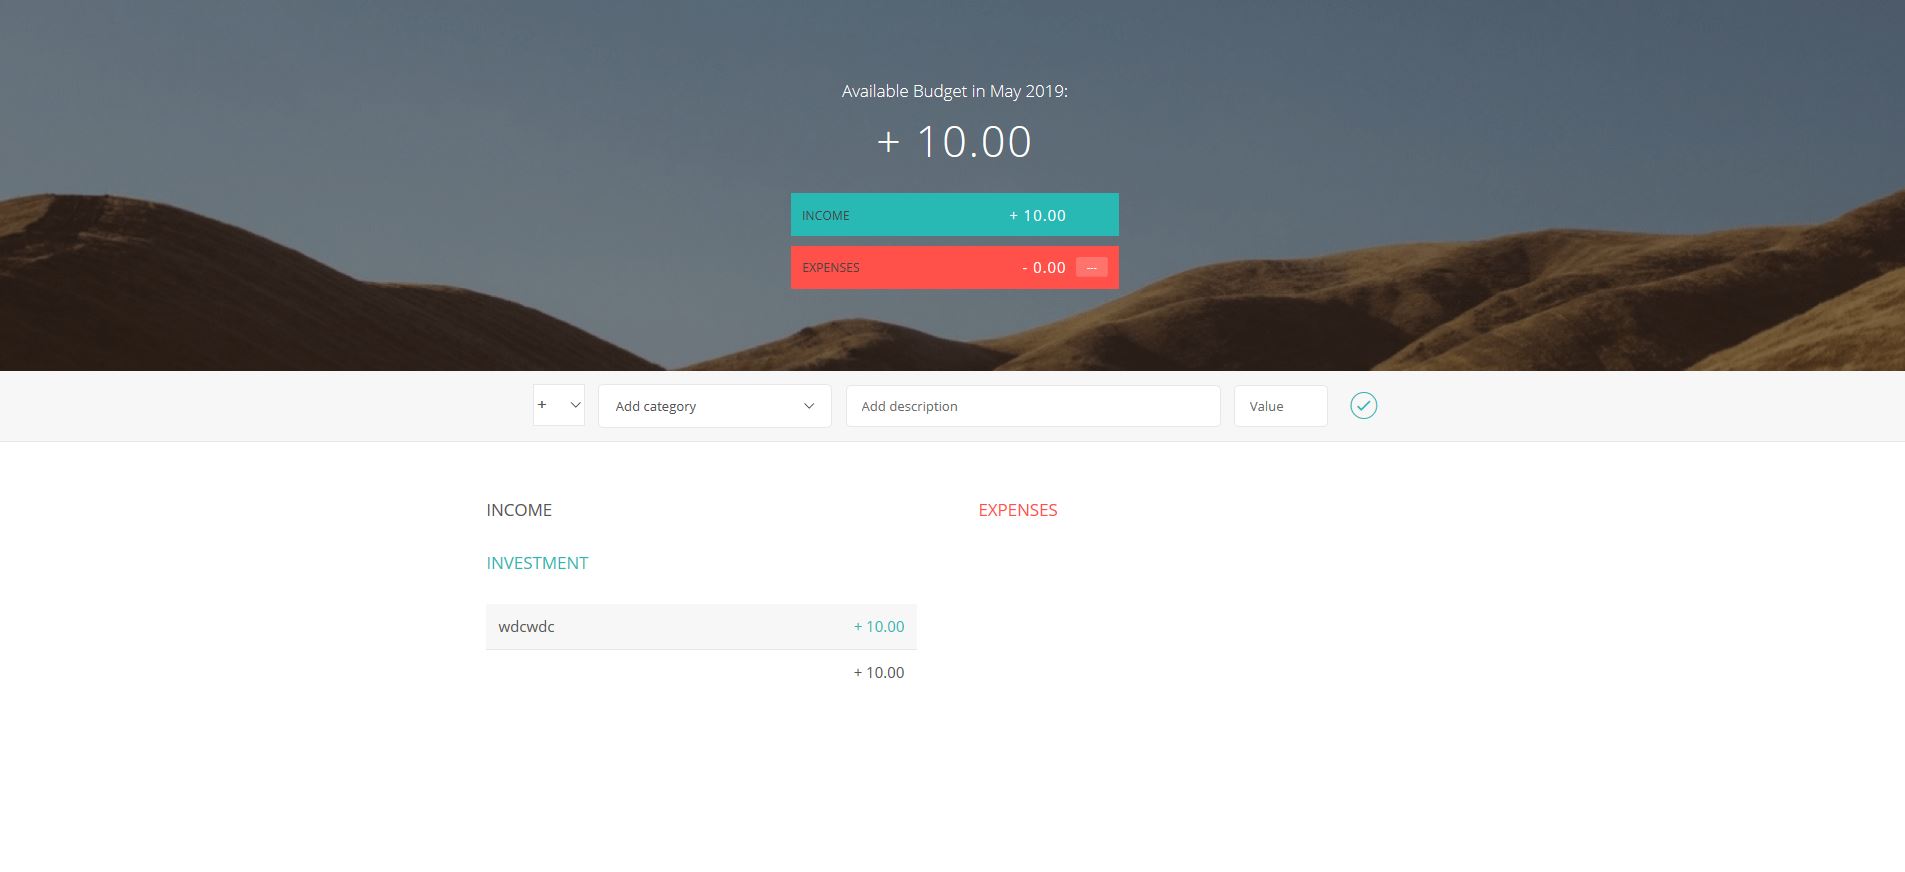 Available Budget in May 2019:
+ 10.00
INCOME + 10.00
EXPENSES - 0.00 ---
+ Add category Add description Value
INCOME
EXPENSES
INVESTMENT
wdcwdc + 10.00
+ 10.00